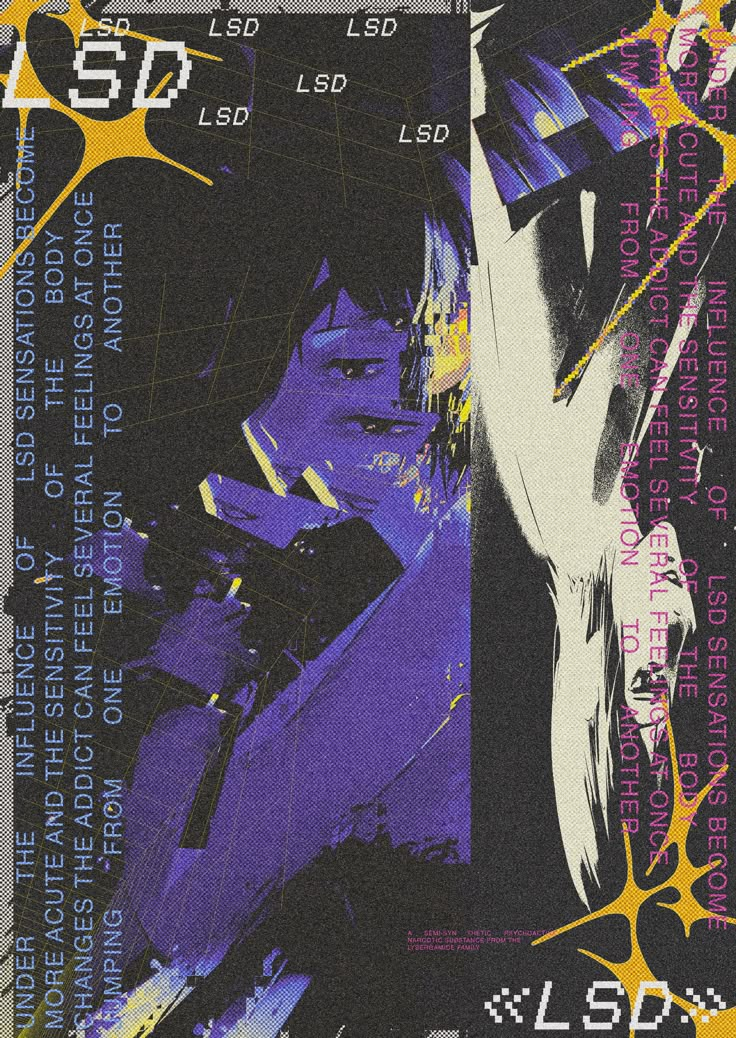 LSD LSD LSD
LSD
LSD
LSD
LSD
UNDER THE INFLUENCE OF LSD SENSATIONS BECOME
MORE ACUTE AND THE SENSITIVITY OF THE BODY
CHANGES THE ADDICT CAN FEEL SEVERAL FEELINGS AT ONCE
JUMPING FROM ONE EMOTION TO ANOTHER
UNDER THE INFLUENCE OF LSD SENSATIONS BECOME
MORE ACUTE AND THE SENSITIVITY OF THE BODY
CHANGES THE ADDICT CAN FEEL SEVERAL FEELINGS AT ONCE
JUMPING FROM ONE EMOTION TO ANOTHER
A SEMI-SYN THETIC
NARCOTIC SUBSTANCE FROM THE
LYSERGAMIDE FAMILY
«LSD»